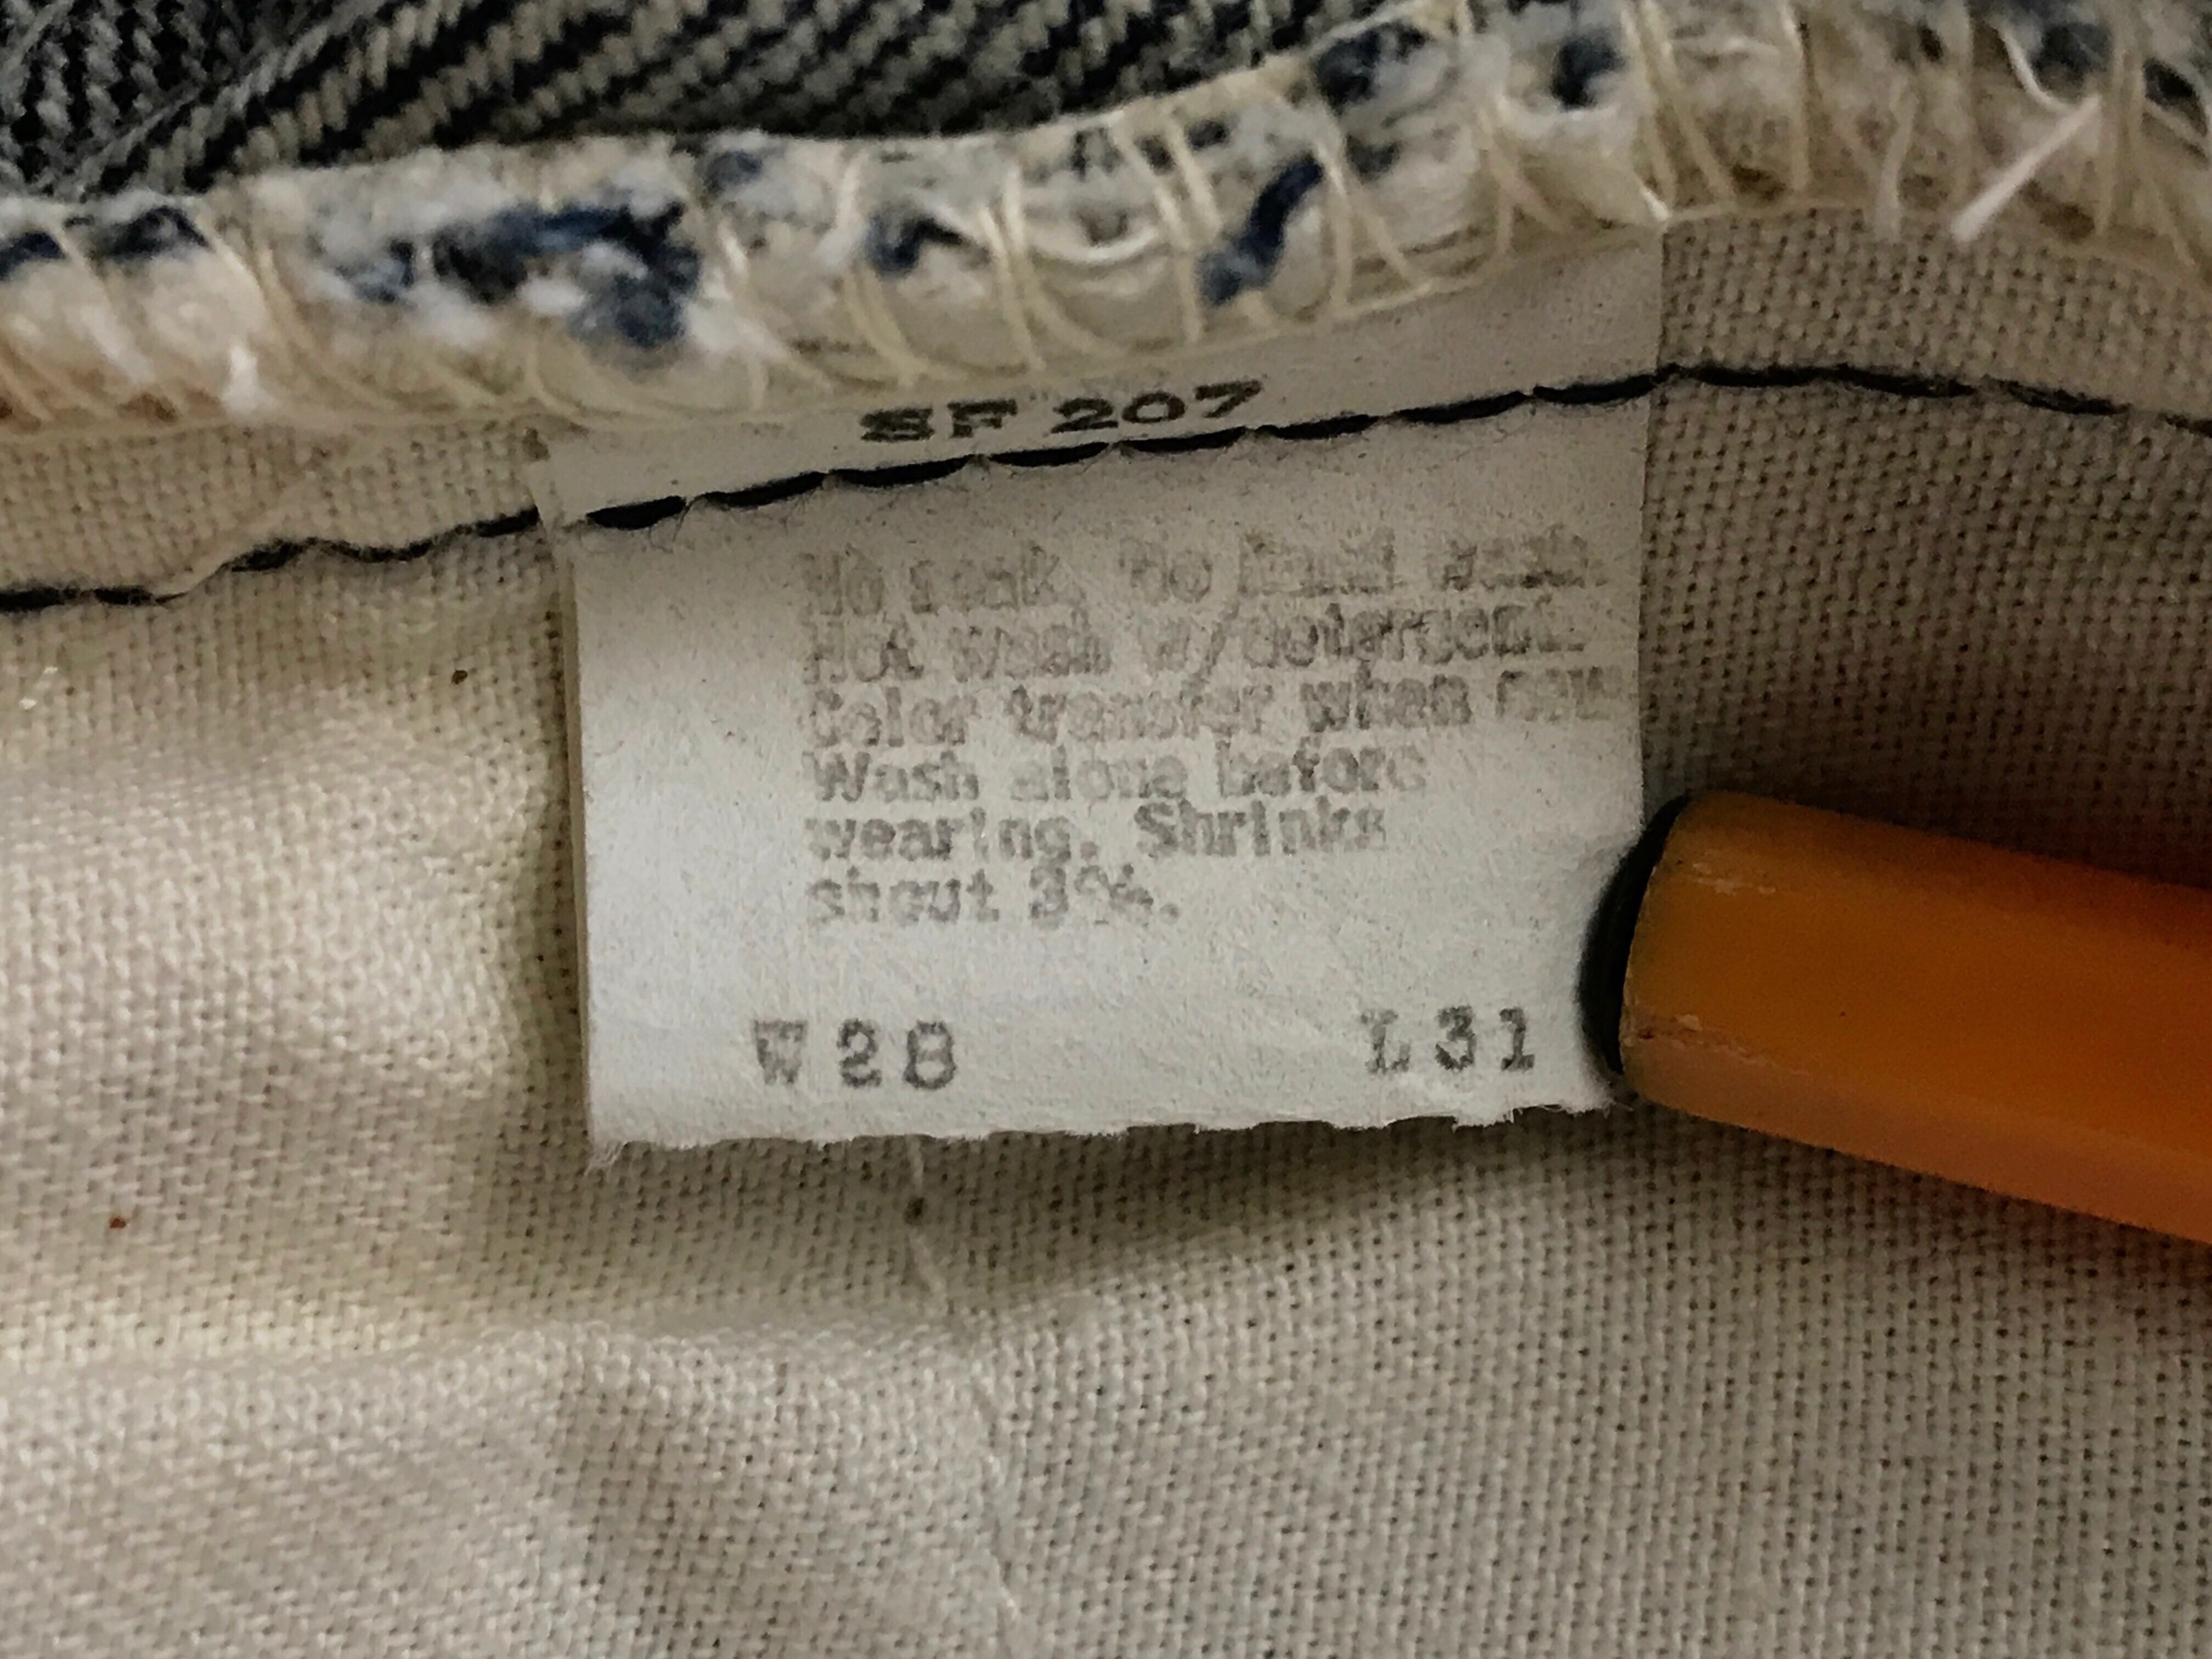 SF 207
No soak, no hand wash.
Hot wash w/detergent.
Color transfer when new
Wash alone before
wearing. Shrinks
about 3%.
W28 L31